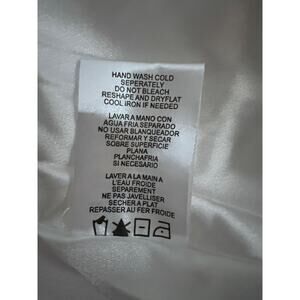 HAND WASH COLD
SEPERATELY
DO NOT BLEACH
RESHAPE AND DRYFLAT
COOL IRON IF NEEDED
LAVAR A MANO CON
AGUA FRIA SEPARADO
NO USAR BLANQUEADOR
REFORMAR Y SECAR
SOBRE SUPERFICIE
PLANA
PLANCHAFRIA
SI NECESARIO
LAVER A LA MAIN A
L'EAU FROIDE
SEPAREMENT
NE PAS JAVELLISER
SECHER A PLAT
REPASSER AU FER FROIDE